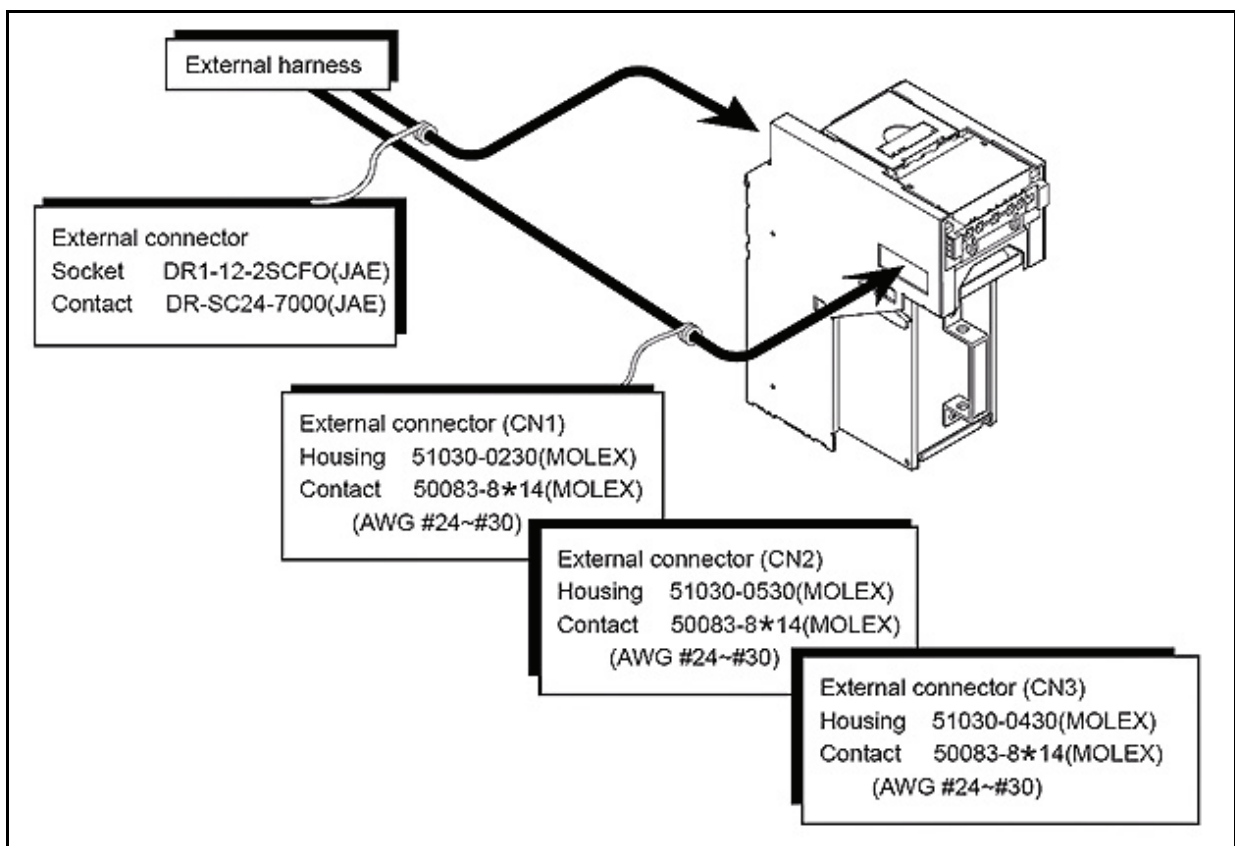 External harness
External connector
Socket DR1-12-2SCFO(JAE)
Contact DR-SC24-7000(JAE)
External connector (CN1)
Housing 51030-0230(MOLEX)
Contact 50083-8*14(MOLEX)
(AWG #24~#30)
External connector (CN2)
Housing 51030-0530(MOLEX)
Contact 50083-8*14(MOLEX)
(AWG #24~#30)
External connector (CN3)
Housing 51030-0430(MOLEX)
Contact 50083-8*14(MOLEX)
(AWG #24~#30)